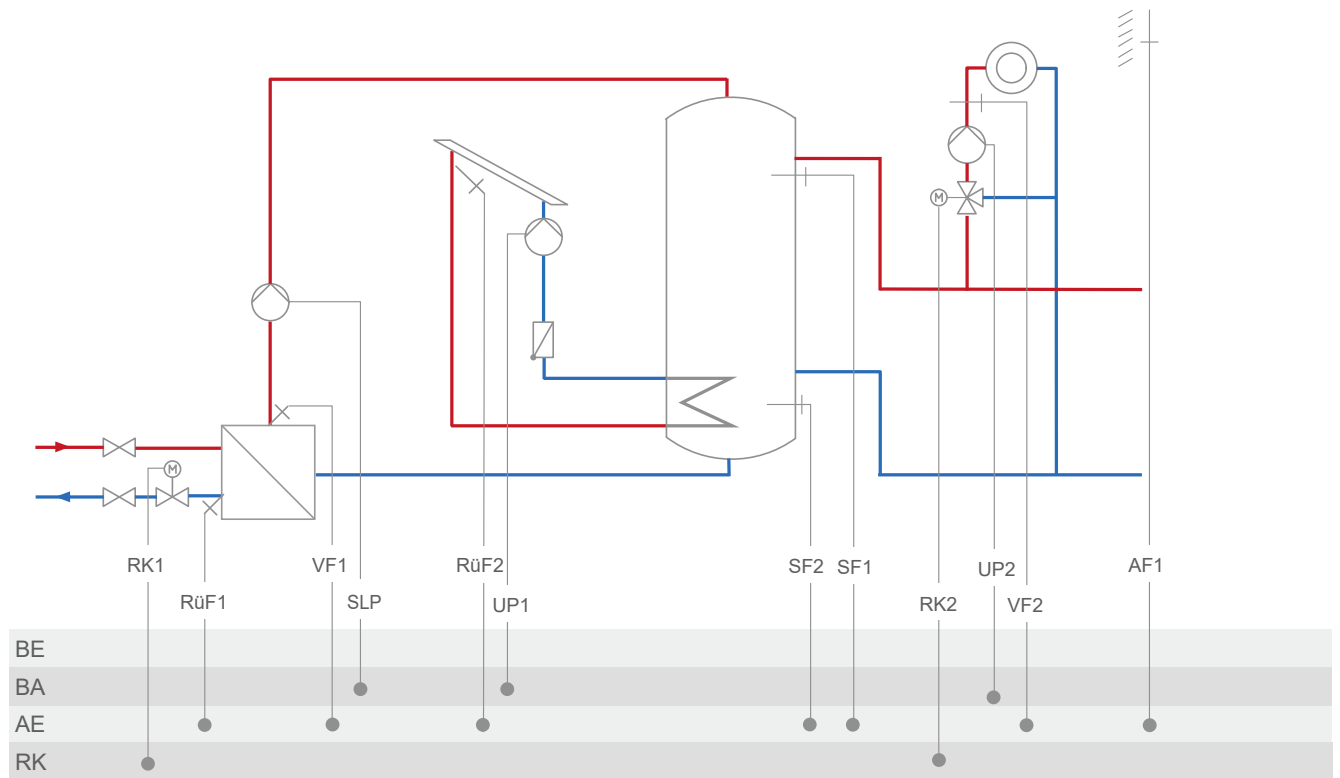 M
M
RK1
VF1
RüF2
SF2
SF1
UP2
AF1
RüF1
SLP
UP1
RK2
VF2
BE
BA
AE
RK